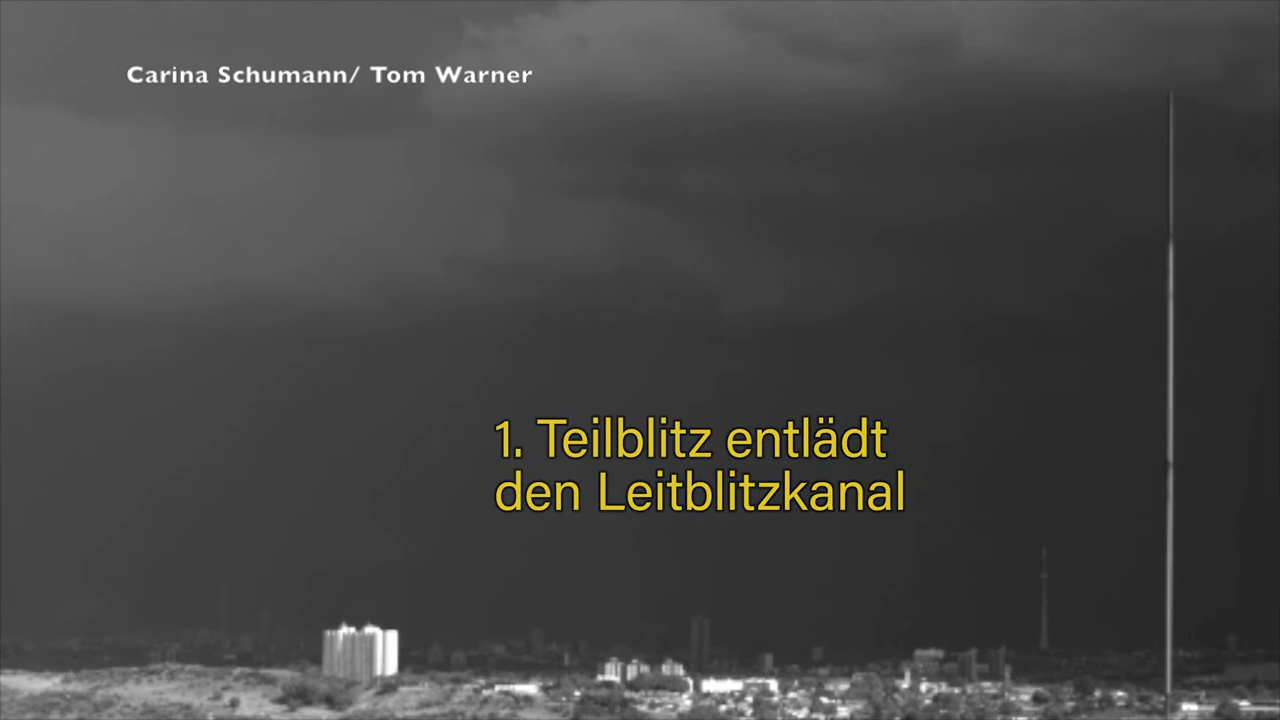 Carina Schumann/ Tom Warner
1. Teilblitz entlädt
den Leitblitzkanal